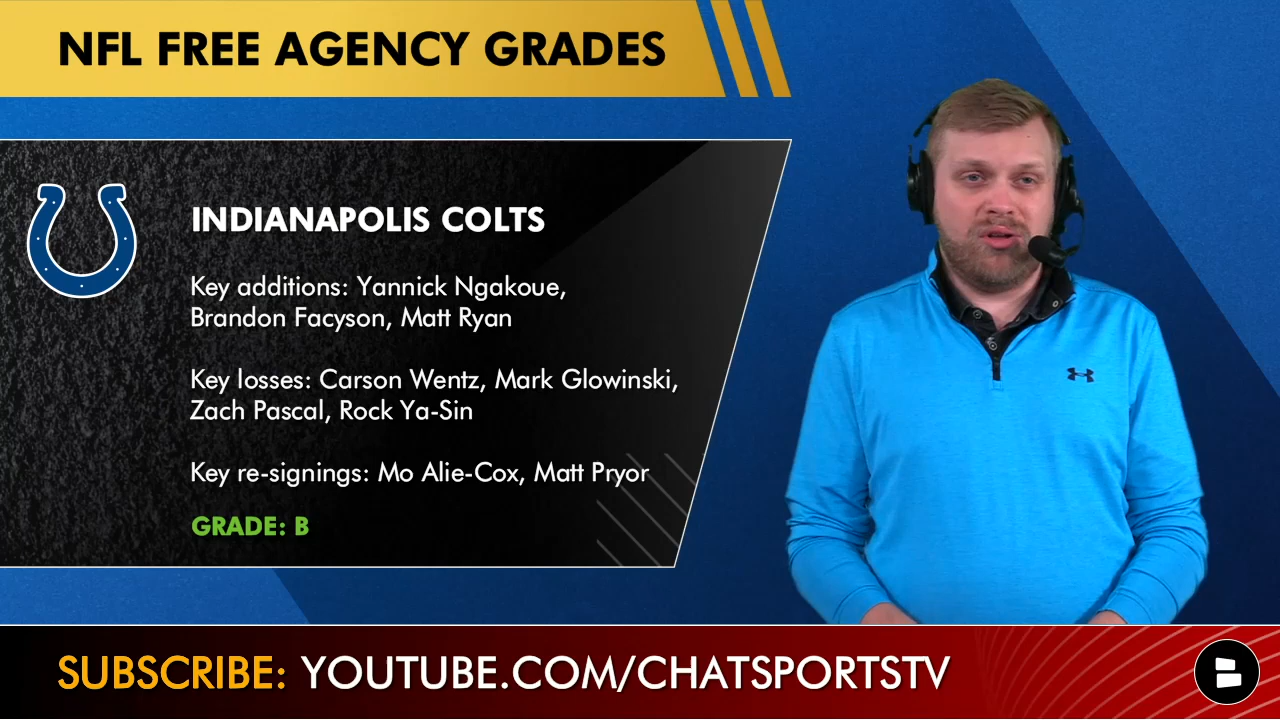 NFL FREE AGENCY GRADES
INDIANAPOLIS COLTS
Key additions: Yannick Ngakoue,
Brandon Facyson, Matt Ryan
Key losses: Carson Wentz, Mark Glowinski,
Zach Pascal, Rock Ya-Sin
Key re-signings: Mo Alie-Cox, Matt Pryor
GRADE: B
SUBSCRIBE: YOUTUBE.COM/CHATSPORTSTV